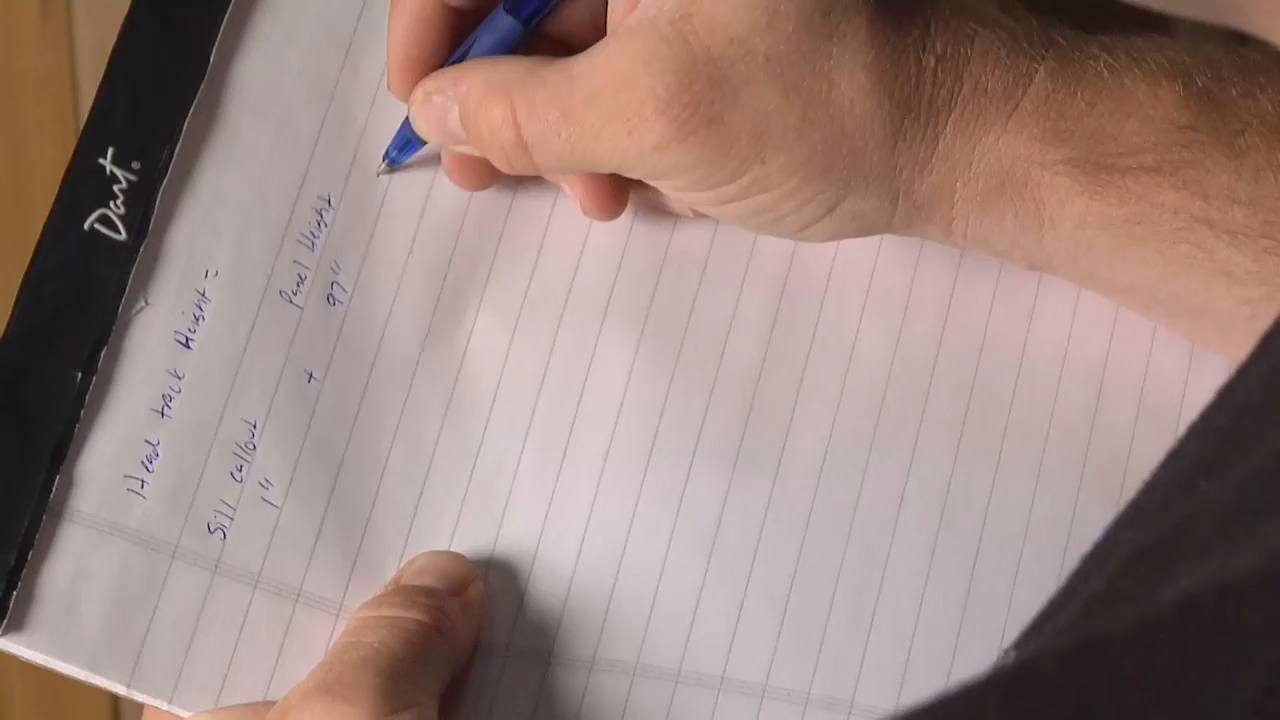 Dart.
Head track Height =
Sill callout Panel Height
1" + 97"